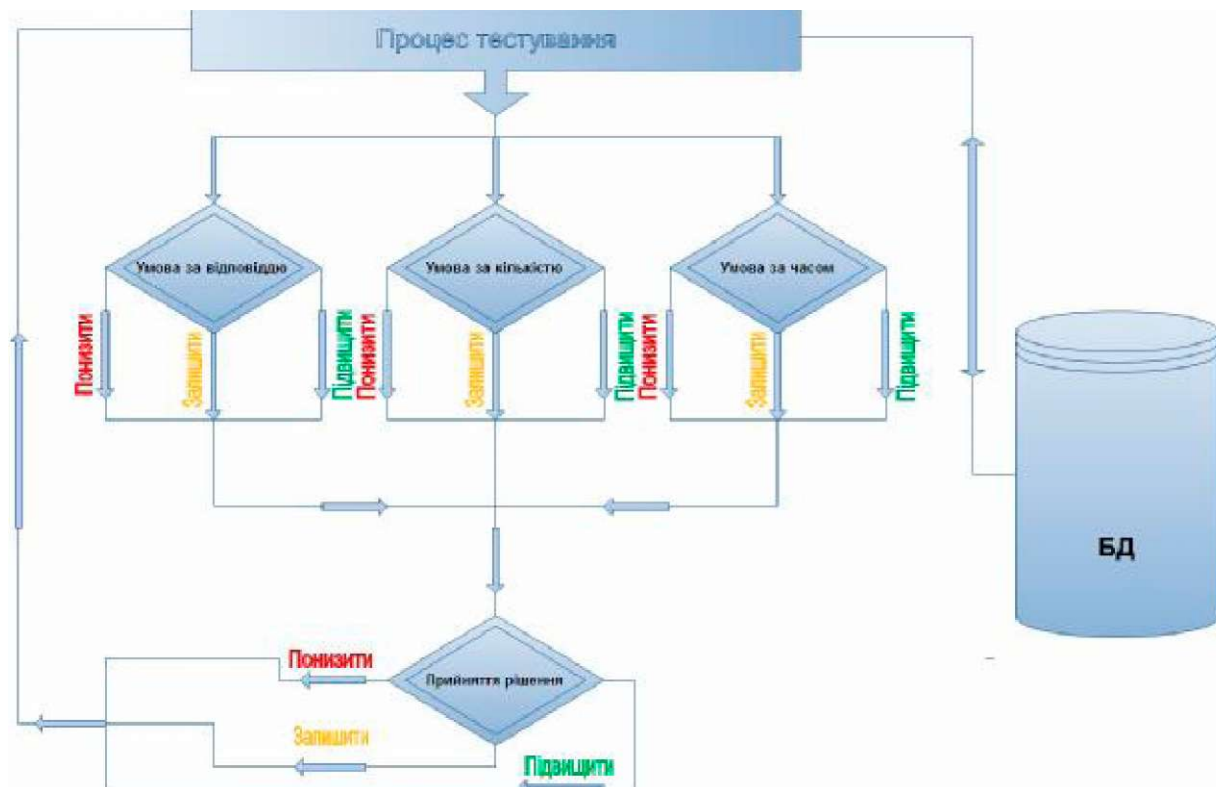 Процес тестування
Умова за відповіддю
Умова за кількістю
Умова за часом
Понизити
Залишити
Підвищити
Понизити
Залишити
Підвищити
Понизити
Залишити
Підвищити
БД
Прийняття рішення
Понизити
Залишити
Підвищити